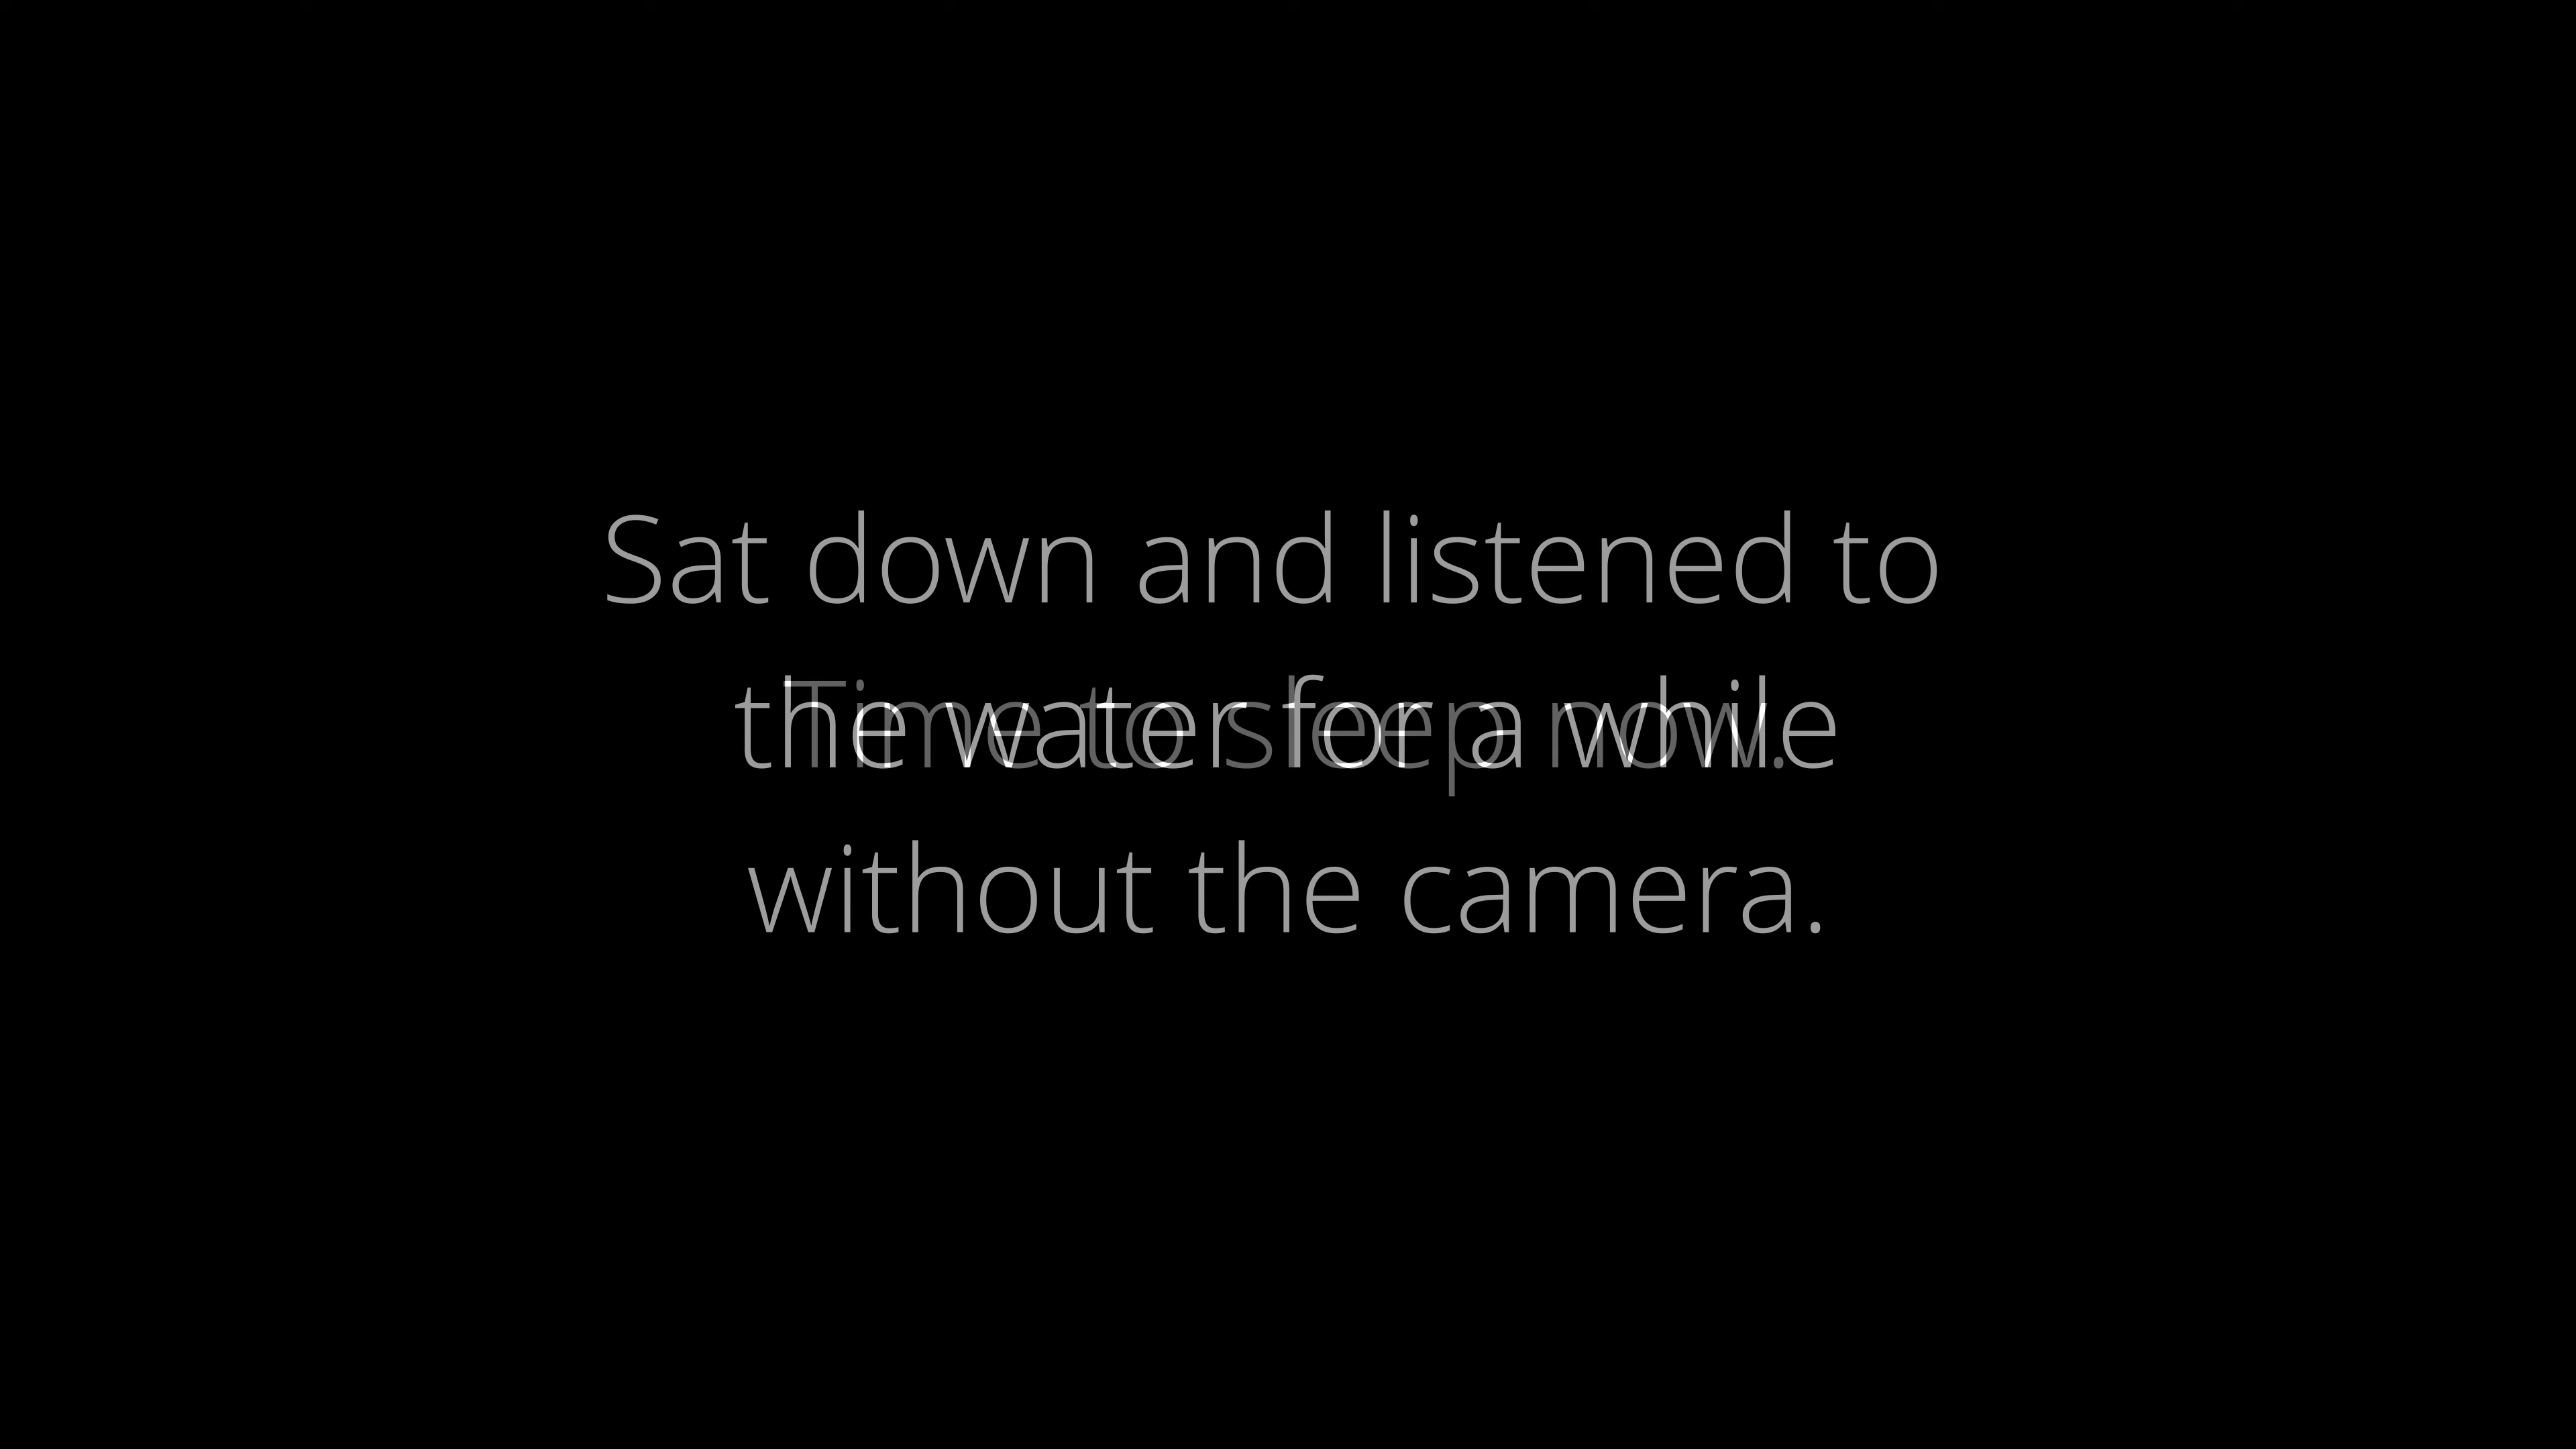 Sat down and listened to
the water for a while
without the camera.
Time to sleep now.